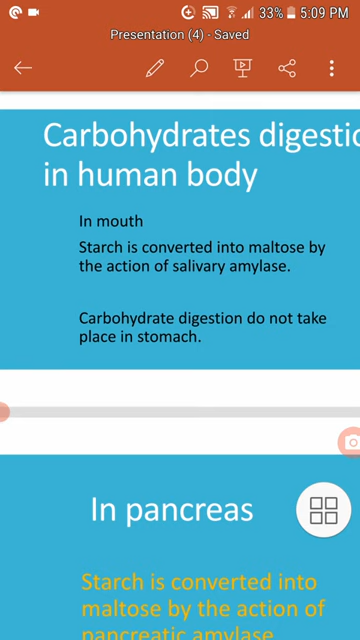 33% 5:09 PM
Presentation (4) - Saved
Carbohydrates digestio
in human body
In mouth
Starch is converted into maltose by
the action of salivary amylase.
Carbohydrate digestion do not take
place in stomach.
In pancreas
Starch is converted into
maltose by the action of
pancreatic amylase